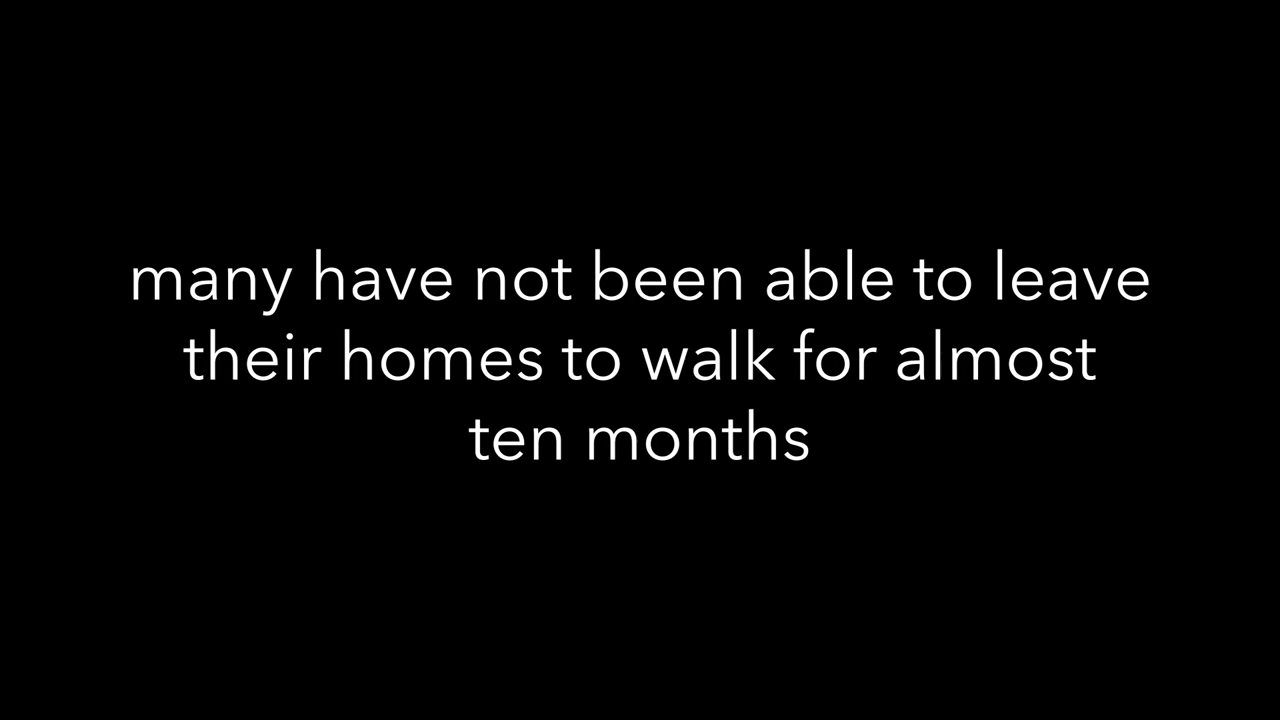 many have not been able to leave
their homes to walk for almost
ten months